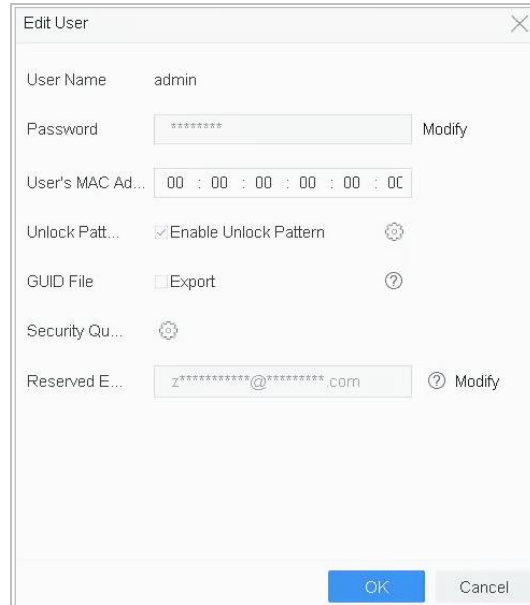 Edit User
User Name admin
Password ******** Modify
User's MAC Ad... 00 : 00 : 00 : 00 : 00 : 0C
Unlock Patt... Enable Unlock Pattern
GUID File Export ?
Security Qu...
Reserved E... z***********@*********.com ? Modify
OK Cancel